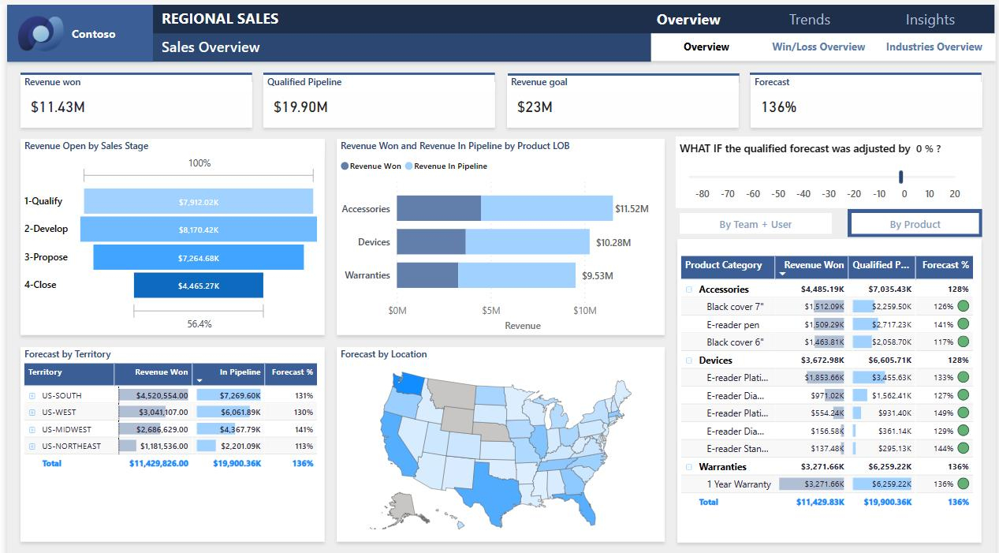 Contoso
REGIONAL SALES
Sales Overview
Overview Trends Insights
Overview Win/Loss Overview Industries Overview
Revenue won
$11.43M
Qualified Pipeline
$19.90M
Revenue goal
$23M
Forecast
136%
Revenue Open by Sales Stage
100%
1-Qualify $7,912.02K
2-Develop $8,170.42K
3-Propose $7,264.68K
4-Close $4,465.27K
56.4%
Revenue Won and Revenue In Pipeline by Product LOB
Revenue Won Revenue In Pipeline
Accessories $11.52M
Devices $10.28M
Warranties $9.53M
$0M $5M $10M
Revenue
WHAT IF the qualified forecast was adjusted by 0 % ?
-80 -70 -60 -50 -40 -30 -20 -10 0 10 20
By Team + User By Product
Product Category Revenue Won Qualified P... Forecast %
Accessories $4,485.19K $7,035.43K 128%
Black cover 7" $1,512.09K $2,259.50K 126%
E-reader pen $1,509.29K $2,717.23K 141%
Black cover 6" $1,463.81K $2,058.70K 117%
Devices $3,672.98K $6,605.71K 128%
E-reader Plati... $1,853.66K $3,455.63K 133%
E-reader Dia... $971.02K $1,562.41K 127%
E-reader Plati... $554.24K $931.40K 149%
E-reader Dia... $156.58K $361.14K 129%
E-reader Stan... $137.48K $295.13K 144%
Warranties $3,271.66K $6,259.22K 136%
1 Year Warranty $3,271.66K $6,259.22K 136%
Total $11,429.83K $19,900.36K 136%
Forecast by Territory
Territory Revenue Won In Pipeline Forecast %
US-SOUTH $4,520,554.00 $7,269.60K 131%
US-WEST $3,041,107.00 $6,061.89K 130%
US-MIDWEST $2,686,629.00 $4,367.79K 141%
US-NORTHEAST $1,181,536.00 $2,201.09K 113%
Total $11,429,826.00 $19,900.36K 136%
Forecast by Location